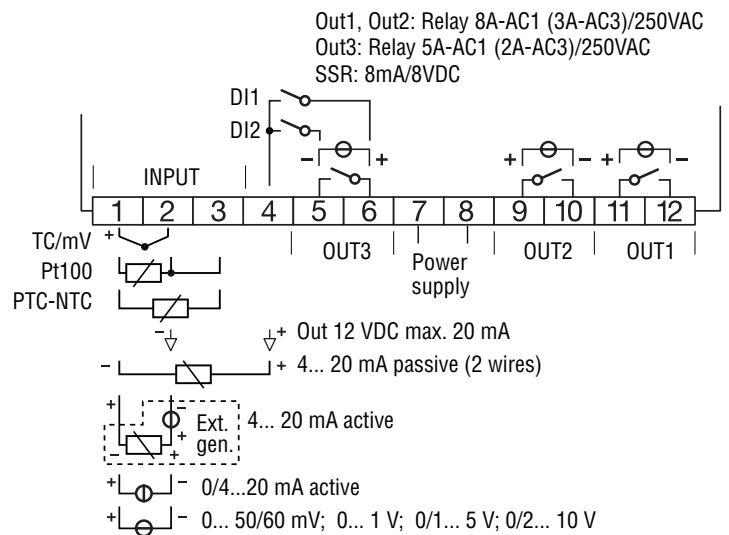 Out1, Out2: Relay 8A-AC1 (3A-AC3)/250VAC
Out3: Relay 5A-AC1 (2A-AC3)/250VAC
SSR: 8mA/8VDC
DI1
DI2
– + + – + –
INPUT
1 2 3 4 5 6 7 8 9 10 11 12
TC/mV +
OUT3 Power supply OUT2 OUT1
Pt100
PTC-NTC
– + Out 12 VDC max. 20 mA
– + 4... 20 mA passive (2 wires)
+ – Ext. gen. – + + 4... 20 mA active
+ – 0/4...20 mA active
+ – 0... 50/60 mV; 0... 1 V; 0/1... 5 V; 0/2... 10 V